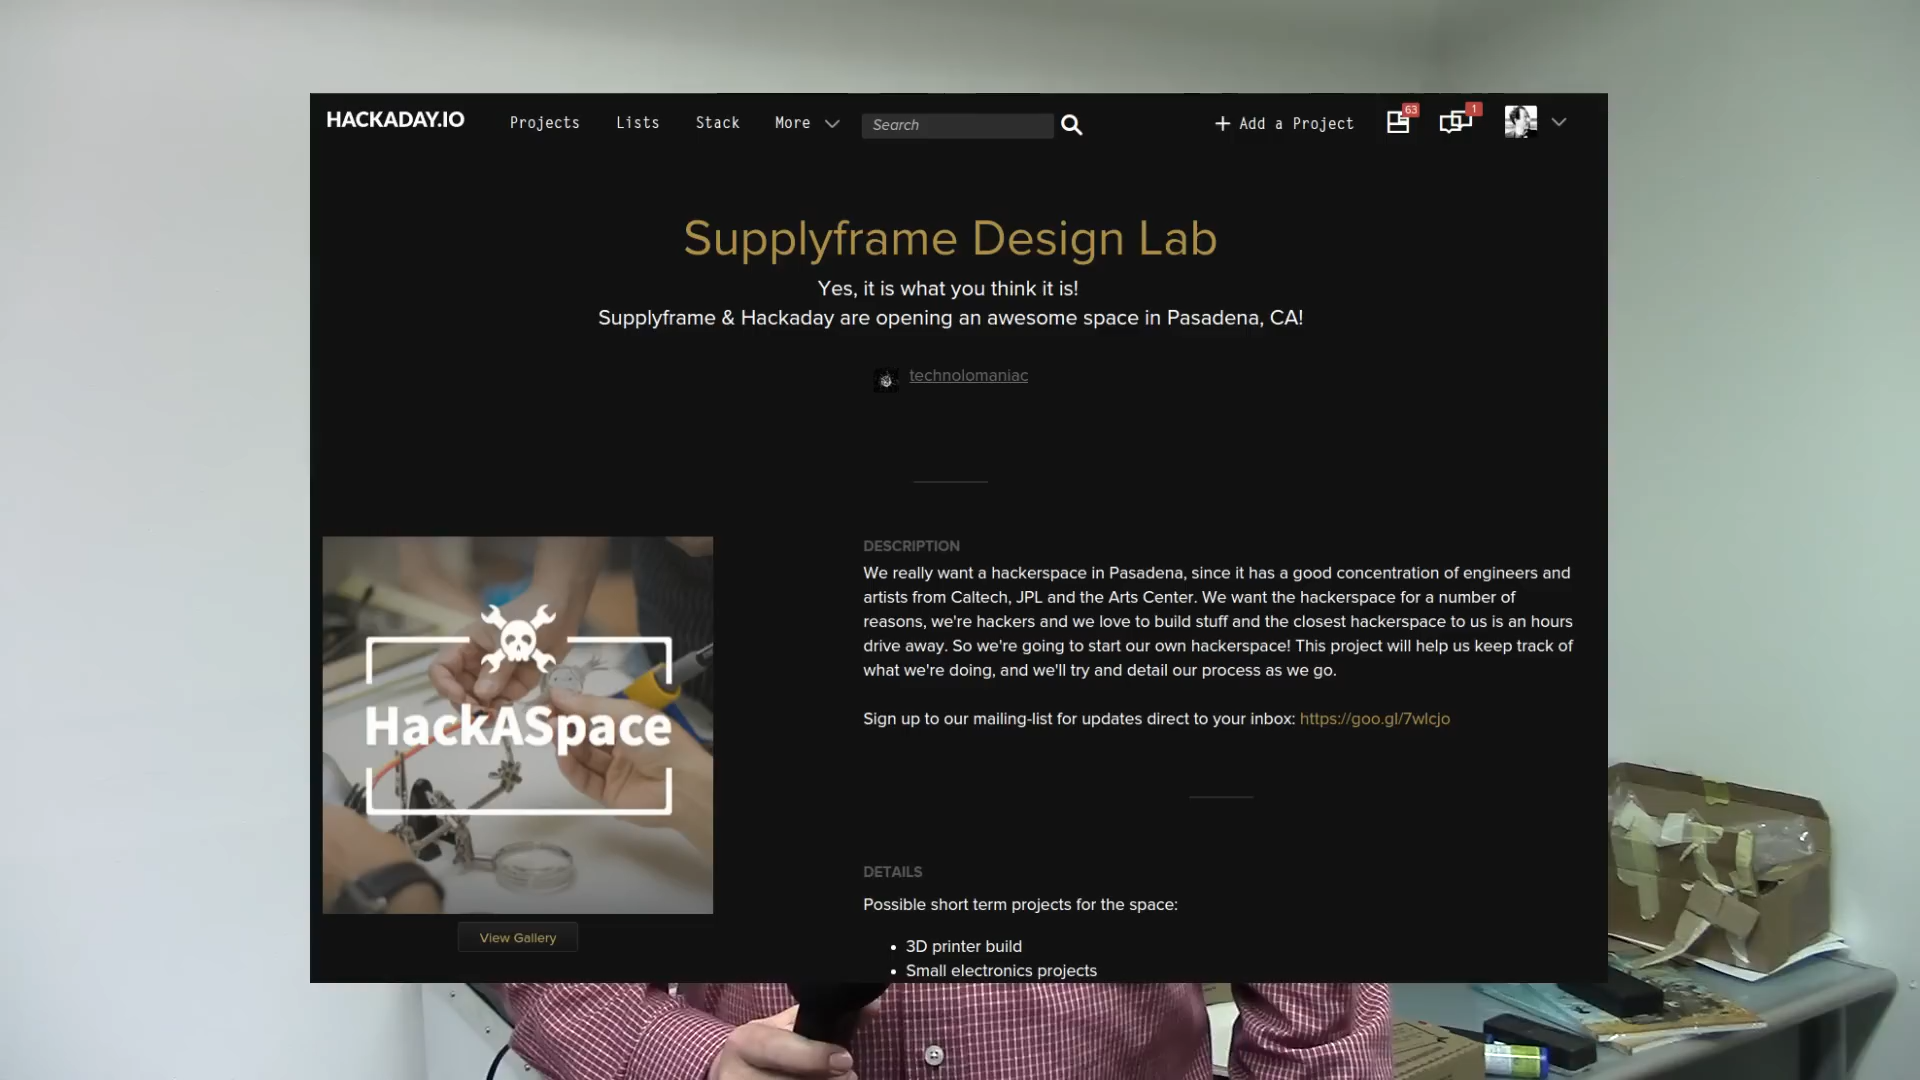 HACKADAY.IO
Projects
Lists
Stack
More
Search
+ Add a Project
63
1
Supplyframe Design Lab
Yes, it is what you think it is!
Supplyframe & Hackaday are opening an awesome space in Pasadena, CA!
technolomaniac
HackASpace
View Gallery
DESCRIPTION
We really want a hackerspace in Pasadena, since it has a good concentration of engineers and
artists from Caltech, JPL and the Arts Center. We want the hackerspace for a number of
reasons, we're hackers and we love to build stuff and the closest hackerspace to us is an hours
drive away. So we're going to start our own hackerspace! This project will help us keep track of
what we're doing, and we'll try and detail our process as we go.
Sign up to our mailing-list for updates direct to your inbox: https://goo.gl/7wlcjo
DETAILS
Possible short term projects for the space:
• 3D printer build
• Small electronics projects